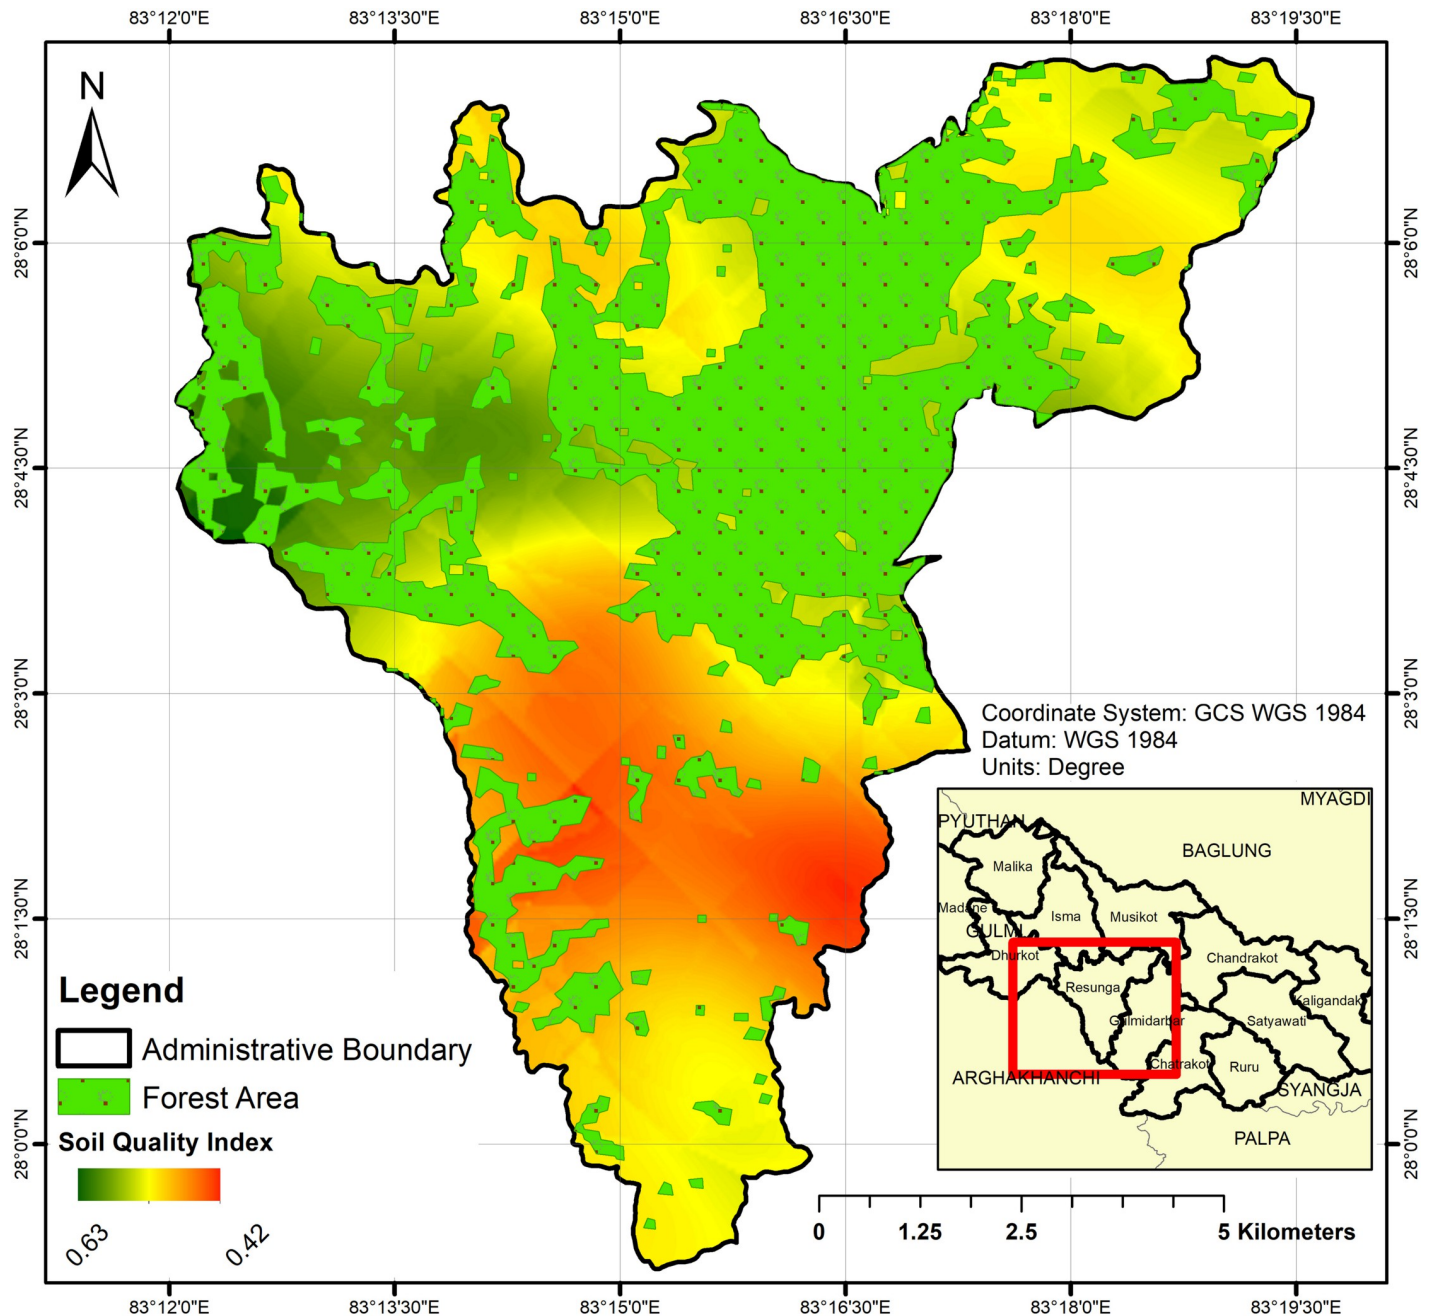 83°12'0"E 83°13'30"E 83°15'0"E 83°16'30"E 83°18'0"E 83°19'30"E
N
28°6'0"N 28°6'0"N
28°4'30"N 28°4'30"N
28°3'0"N 28°3'0"N
Coordinate System: GCS WGS 1984
Datum: WGS 1984
Units: Degree
MYAGDI
PYUTHAN
BAGLUNG
Malika
Madane
Isma
Musikot
GULMI
Dhurkot
Chandrakot
Resunga
Kaligandak
Gulmidarbar
Satyawati
Chatrakot
Ruru
ARGHAKHANCHI
SYANGJA
PALPA
28°1'30"N 28°1'30"N
Legend
Administrative Boundary
Forest Area
Soil Quality Index
0.63 0.42
28°0'0"N 28°0'0"N
0 1.25 2.5 5 Kilometers
83°12'0"E 83°13'30"E 83°15'0"E 83°16'30"E 83°18'0"E 83°19'30"E